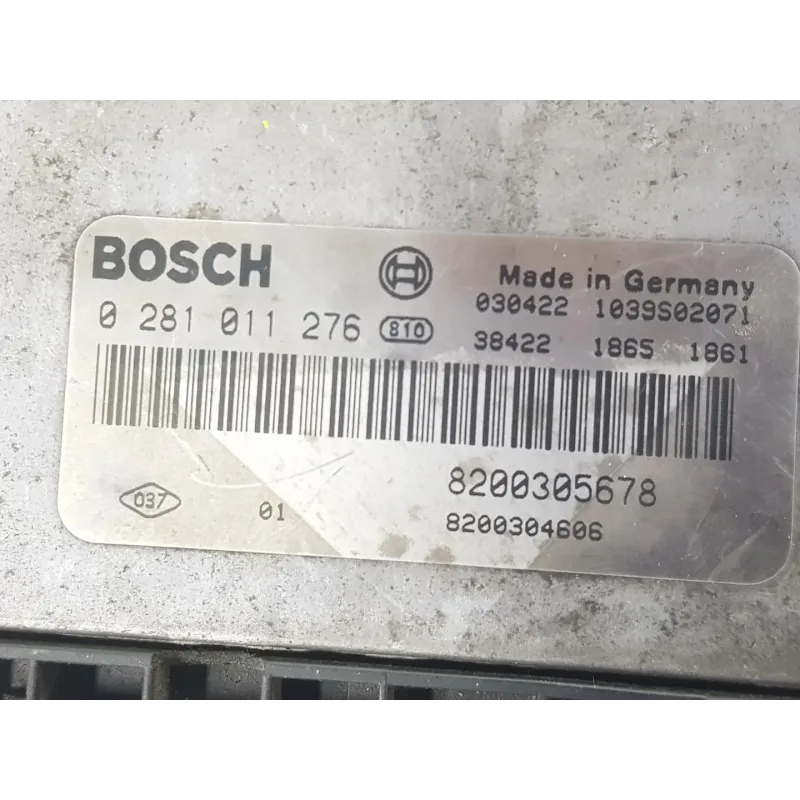 BOSCH
Made in Germany
030422 1039S02071
0 281 011 276 810
38422 1865 1861
8200305678
037
01
8200304606